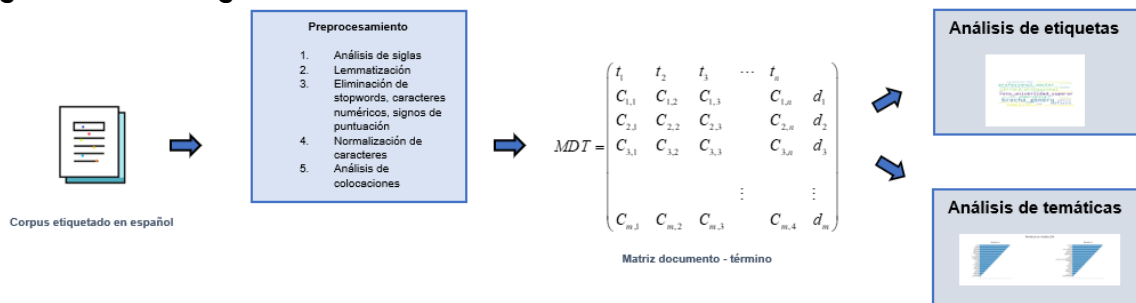 Preprocesamiento
1. Análisis de siglas
2. Lemmatización
3. Eliminación de
stopwords, caracteres
numéricos, signos de
puntuación
4. Normalización de
caracteres
5. Análisis de
colocaciones
Corpus etiquetado en español
MDT =
t1 t2 t3 ⋯ tn
C1,1 C1,2 C1,3 C1,n d1
C2,1 C2,2 C2,3 C2,n d2
C3,1 C3,2 C3,3 C3,n d3
⋮ ⋮
Cm,1 Cm,2 Cm,3 Cm,4 dm
Matriz documento - término
Análisis de etiquetas
Análisis de temáticas